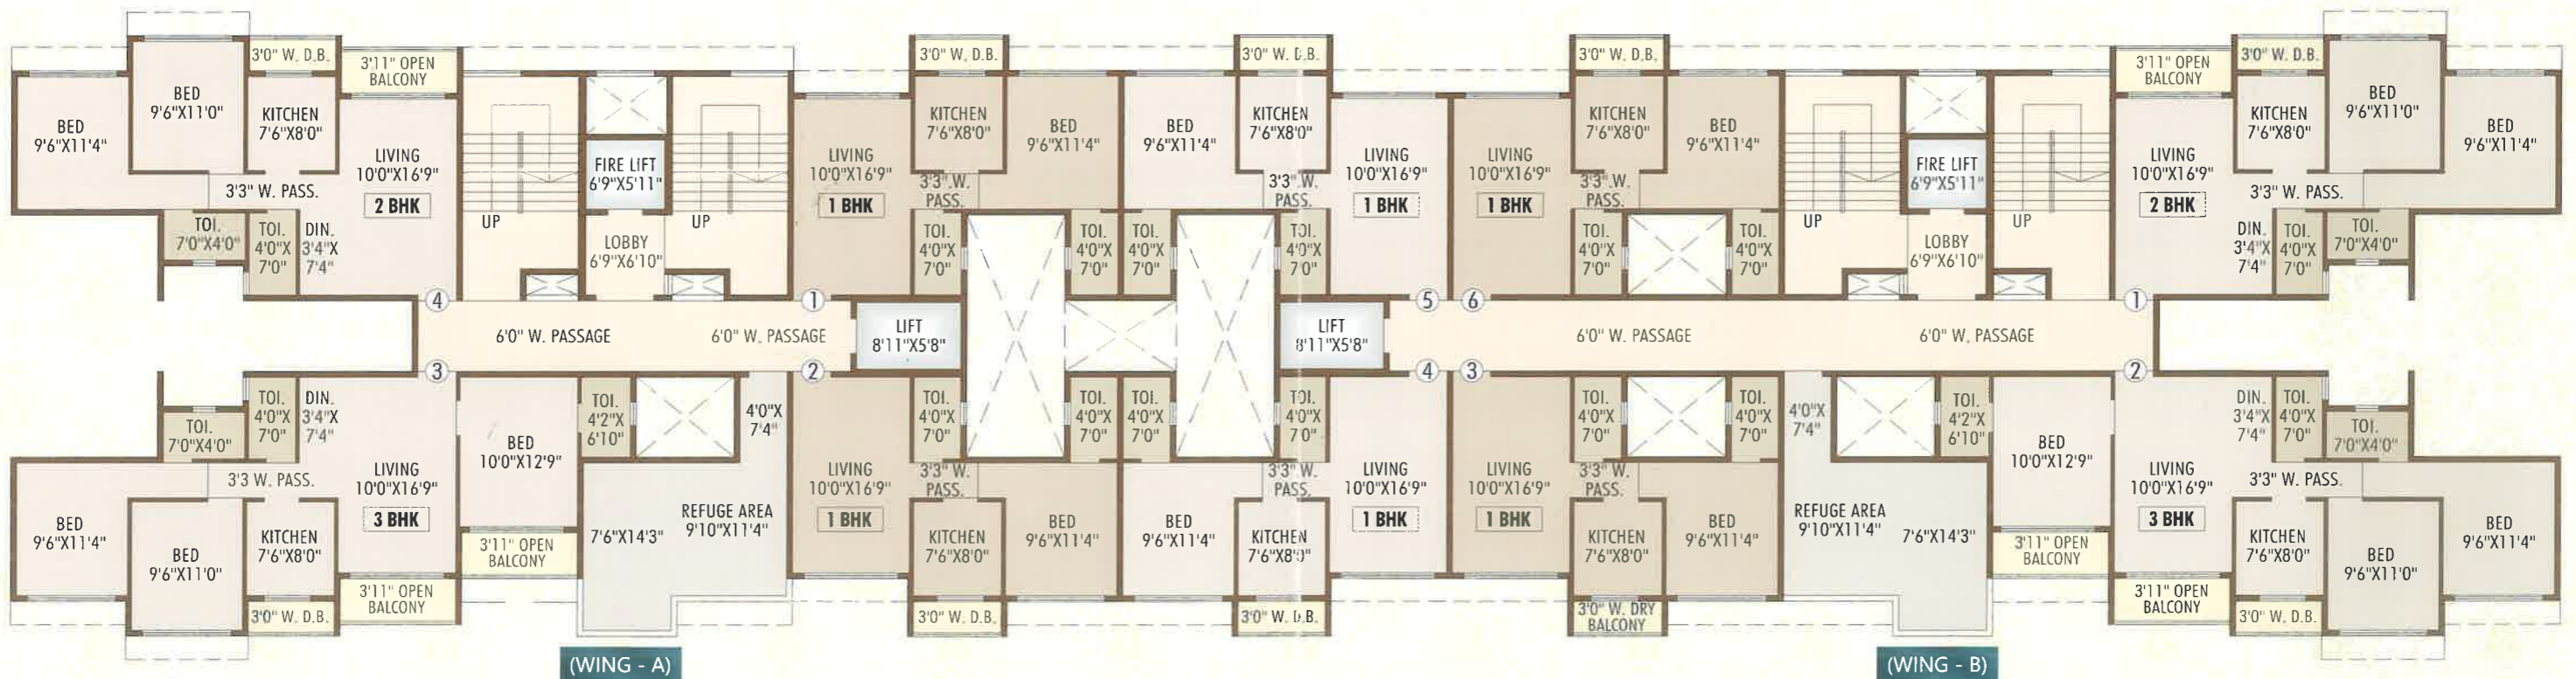 3'0" W. D.B.
3'11" OPEN
BALCONY
BED
9'6"X11'0"
BED
9'6"X11'4"
KITCHEN
7'6"X8'0"
LIVING
10'0"X16'9"
2 BHK
3'3" W. PASS.
TOI.
7'0"X4'0"
TOI.
4'0"X
7'0"
DIN.
3'4"X
7'4"
4
UP
FIRE LIFT
6'9"X5'11"
LOBBY
6'9"X6'10"
UP
3'0" W. D.B.
LIVING
10'0"X16'9"
1 BHK
KITCHEN
7'6"X8'0"
3'3" W.
PASS.
BED
9'6"X11'4"
TOI.
4'0"X
7'0"
TOI.
4'0"X
7'0"
1
3'0" W. D.B.
BED
9'6"X11'4"
KITCHEN
7'6"X8'0"
3'3" W.
PASS.
LIVING
10'0"X16'9"
1 BHK
TOI.
4'0"X
7'0"
TOI.
4'0"X
7'0"
5
3'0" W. D.B.
LIVING
10'0"X16'9"
1 BHK
KITCHEN
7'6"X8'0"
3'3" W.
PASS.
BED
9'6"X11'4"
TOI.
4'0"X
7'0"
TOI.
4'0"X
7'0"
6
UP
FIRE LIFT
6'9"X5'11"
LOBBY
6'9"X6'10"
UP
3'11" OPEN
BALCONY
3'0" W. D.B.
LIVING
10'0"X16'9"
2 BHK
KITCHEN
7'6"X8'0"
BED
9'6"X11'0"
BED
9'6"X11'4"
3'3" W. PASS.
DIN.
3'4"X
7'4"
TOI.
4'0"X
7'0"
TOI.
7'0"X4'0"
1
6'0" W. PASSAGE
6'0" W. PASSAGE
LIFT
8'11"X5'8"
LIFT
8'11"X5'8"
6'0" W. PASSAGE
6'0" W. PASSAGE
3
TOI.
7'0"X4'0"
TOI.
4'0"X
7'0"
DIN.
3'4"X
7'4"
3'3 W. PASS.
LIVING
10'0"X16'9"
3 BHK
BED
9'6"X11'4"
BED
9'6"X11'0"
KITCHEN
7'6"X8'0"
3'0" W. D.B.
3'11" OPEN
BALCONY
BED
10'0"X12'9"
3'11" OPEN
BALCONY
TOI.
4'2"X
6'10"
4'0"X
7'4"
REFUGE AREA
9'10"X11'4"
7'6"X14'3"
2
LIVING
10'0"X16'9"
1 BHK
TOI.
4'0"X
7'0"
TOI.
4'0"X
7'0"
3'3" W.
PASS.
KITCHEN
7'6"X8'0"
BED
9'6"X11'4"
3'0" W. D.B.
4
TOI.
4'0"X
7'0"
TOI.
4'0"X
7'0"
3'3" W.
PASS.
BED
9'6"X11'4"
KITCHEN
7'6"X8'0"
LIVING
10'0"X16'9"
1 BHK
3'0" W. D.B.
3
LIVING
10'0"X16'9"
1 BHK
TOI.
4'0"X
7'0"
TOI.
4'0"X
7'0"
3'3" W.
PASS.
KITCHEN
7'6"X8'0"
BED
9'6"X11'4"
3'0" W. DRY
BALCONY
4'0"X
7'4"
REFUGE AREA
9'10"X11'4"
7'6"X14'3"
TOI.
4'2"X
6'10"
BED
10'0"X12'9"
3'11" OPEN
BALCONY
2
LIVING
10'0"X16'9"
3 BHK
DIN.
3'4"X
7'4"
TOI.
4'0"X
7'0"
TOI.
7'0"X4'0"
3'3" W. PASS.
KITCHEN
7'6"X8'0"
BED
9'6"X11'0"
BED
9'6"X11'4"
3'11" OPEN
BALCONY
3'0" W. D.B.
(WING - A)
(WING - B)